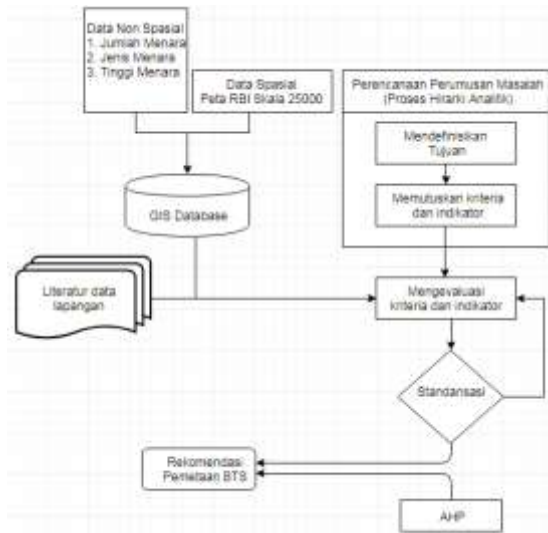 Data Non Spasial
1. Jumlah Menara
2. Jenis Menara
3. Tinggi Menara
Data Spasial
Peta RBI Skala 25000
Perencanaan Perumusan Masalah
(Proses Hirarki Analitik)
Mendefinisikan
Tujuan
Memutuskan kriteria
dan indikator
GIS Database
Literatur data
lapangan
Mengevaluasi
kriteria dan indikator
Standarisasi
Rekomendasi
Pemetaan BTS
AHP